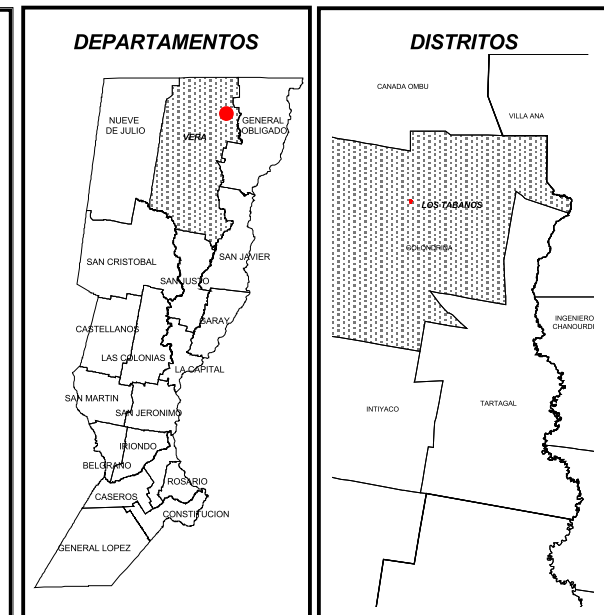 DEPARTAMENTOS
NUEVE
DE JULIO
VERA
GENERAL
OBLIGADO
SAN CRISTOBAL
SAN JAVIER
SAN JUSTO
GARAY
CASTELLANOS
LAS COLONIAS
LA CAPITAL
SAN MARTIN
SAN JERONIMO
IRIONDO
BELGRANO
CASEROS
ROSARIO
CONSTITUCION
GENERAL LOPEZ
DISTRITOS
CANADA OMBU
VILLA ANA
LOS TABANOS
GOLONDRINA
INGENIERO
CHANOURDI
INTIYACO
TARTAGAL